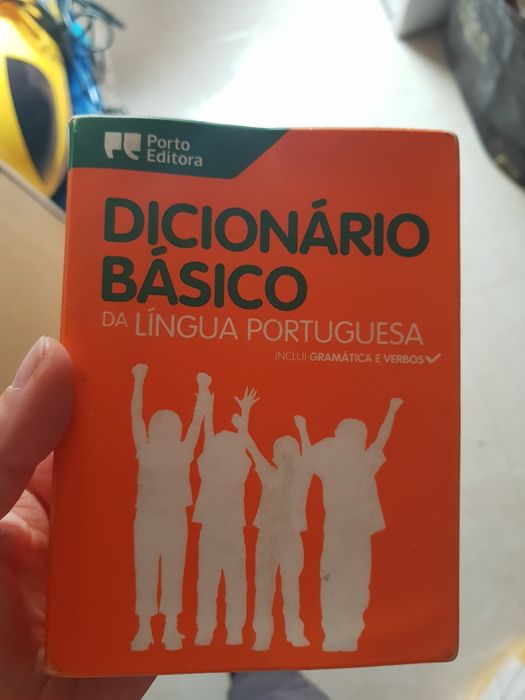 Porto
Editora
DICIONÁRIO
BÁSICO
DA LÍNGUA PORTUGUESA
INCLUI GRAMÁTICA E VERBOS